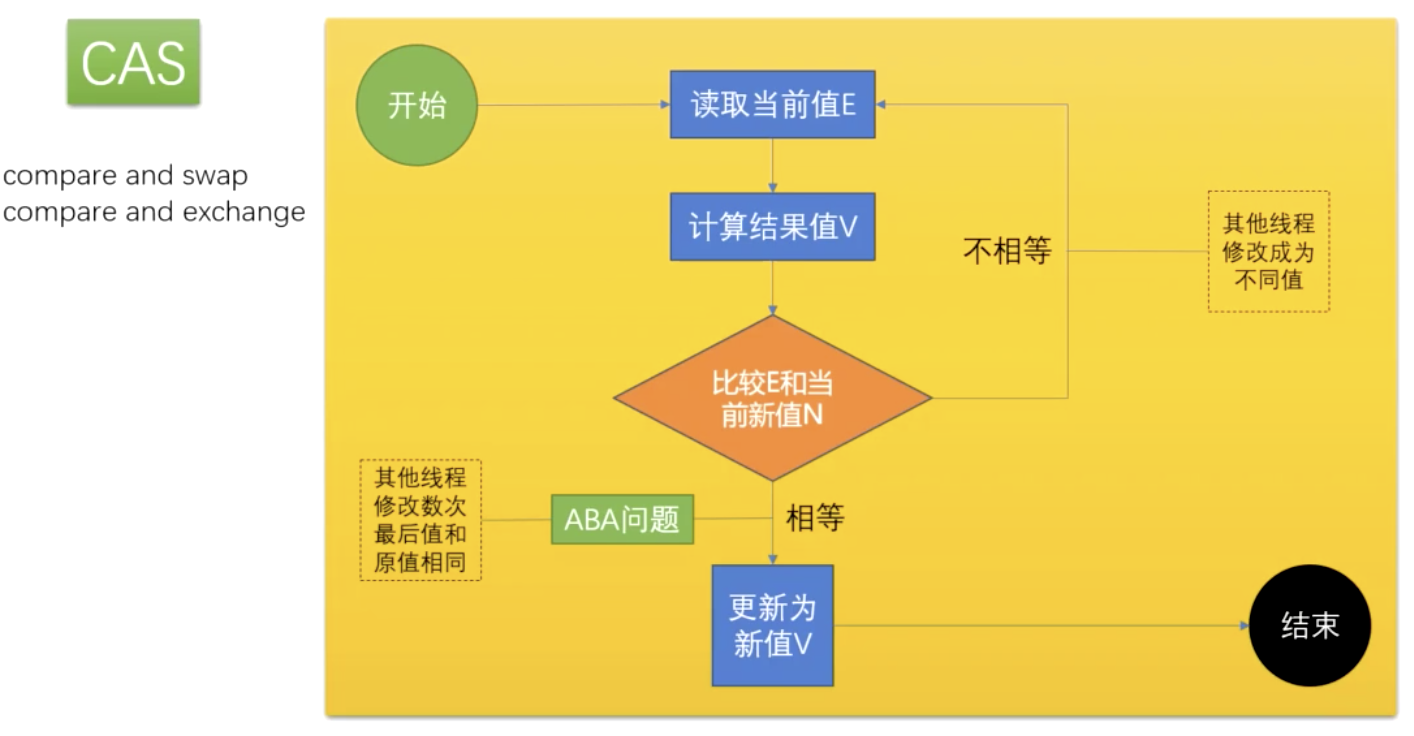 CAS
compare and swap
compare and exchange
开始
读取当前值E
计算结果值V
不相等
其他线程
修改成为
不同值
比较E和当
前新值N
其他线程
修改数次
最后值和
原值相同
ABA问题
相等
更新为
新值V
结束